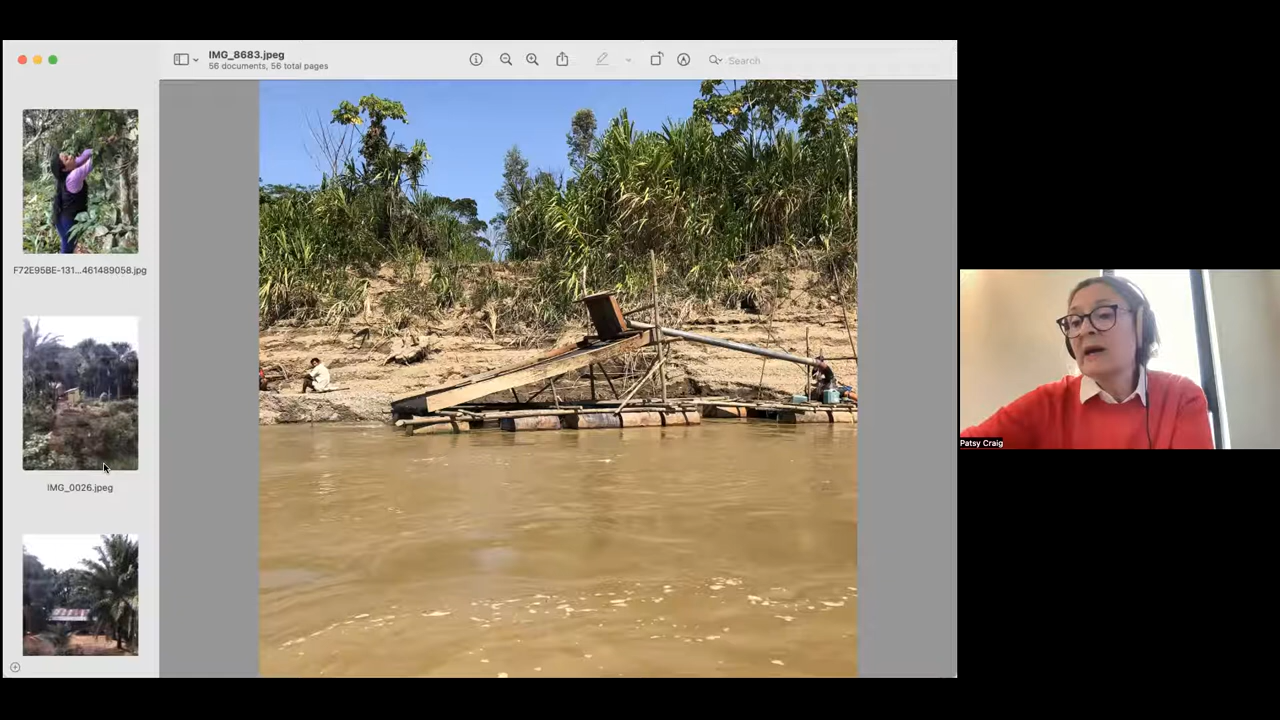 IMG_8683.jpeg
56 documents, 56 total pages
Search
F72E95BE-131...461489058.jpg
IMG_0026.jpeg
Patsy Craig